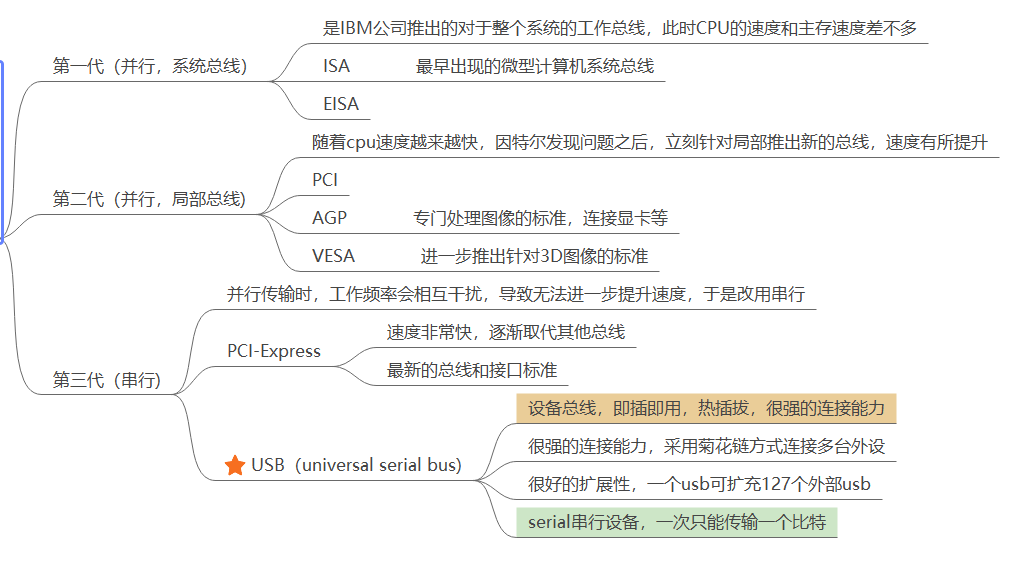 第一代（并行，系统总线）
是IBM公司推出的对于整个系统的工作总线，此时CPU的速度和主存速度差不多
ISA 最早出现的微型计算机系统总线
EISA
第二代（并行，局部总线)
随着cpu速度越来越快，因特尔发现问题之后，立刻针对局部推出新的总线，速度有所提升
PCI
AGP 专门处理图像的标准，连接显卡等
VESA 进一步推出针对3D图像的标准
第三代（串行)
并行传输时，工作频率会相互干扰，导致无法进一步提升速度，于是改用串行
PCI-Express
速度非常快，逐渐取代其他总线
最新的总线和接口标准
USB（universal serial bus)
设备总线，即插即用，热插拔，很强的连接能力
很强的连接能力，采用菊花链方式连接多台外设
很好的扩展性，一个usb可扩充127个外部usb
serial串行设备，一次只能传输一个比特